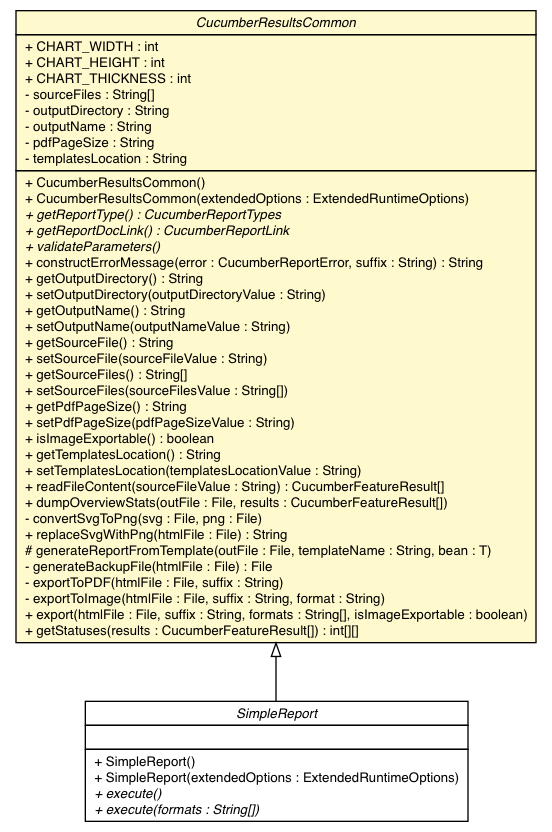 CucumberResultsCommon
+ CHART_WIDTH : int
+ CHART_HEIGHT : int
+ CHART_THICKNESS : int
- sourceFiles : String[]
- outputDirectory : String
- outputName : String
- pdfPageSize : String
- templatesLocation : String
+ CucumberResultsCommon()
+ CucumberResultsCommon(extendedOptions : ExtendedRuntimeOptions)
+ getReportType() : CucumberReportTypes
+ getReportDocLink() : CucumberReportLink
+ validateParameters()
+ constructErrorMessage(error : CucumberReportError, suffix : String) : String
+ getOutputDirectory() : String
+ setOutputDirectory(outputDirectoryValue : String)
+ getOutputName() : String
+ setOutputName(outputNameValue : String)
+ getSourceFile() : String
+ setSourceFile(sourceFileValue : String)
+ getSourceFiles() : String[]
+ setSourceFiles(sourceFilesValue : String[])
+ getPdfPageSize() : String
+ setPdfPageSize(pdfPageSizeValue : String)
+ isImageExportable() : boolean
+ getTemplatesLocation() : String
+ setTemplatesLocation(templatesLocationValue : String)
+ readFileContent(sourceFileValue : String) : CucumberFeatureResult[]
+ dumpOverviewStats(outFile : File, results : CucumberFeatureResult[])
- convertSvgToPng(svg : File, png : File)
+ replaceSvgWithPng(htmlFile : File) : String
# generateReportFromTemplate(outFile : File, templateName : String, bean : T)
- generateBackupFile(htmlFile : File) : File
- exportToPDF(htmlFile : File, suffix : String)
- exportToImage(htmlFile : File, suffix : String, format : String)
+ export(htmlFile : File, suffix : String, formats : String[], isImageExportable : boolean)
+ getStatuses(results : CucumberFeatureResult[]) : int[][]
SimpleReport
+ SimpleReport()
+ SimpleReport(extendedOptions : ExtendedRuntimeOptions)
+ execute()
+ execute(formats : String[])